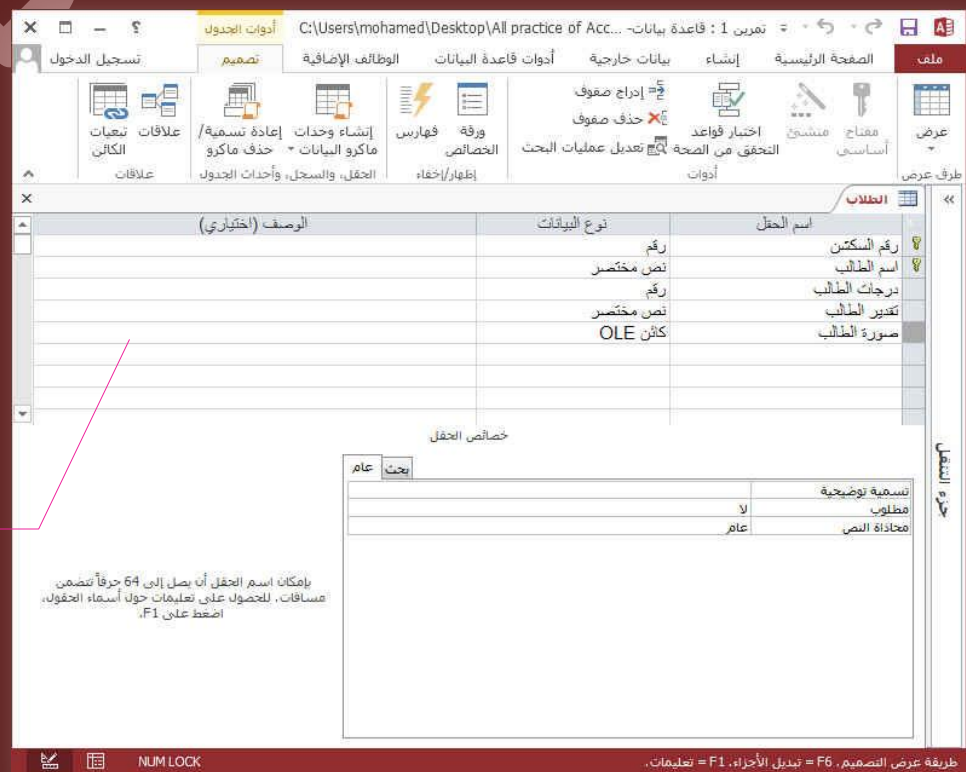 تمرين 1 : قاعدة بيانات- C:\Users\mohamed\Desktop\All practice of Acc...
أدوات الجدول
ملف
الصفحة الرئيسية
إنشاء
بيانات خارجية
أدوات قاعدة البيانات
الوظائف الإضافية
تصميم
تسجيل الدخول
عرض
مفتاح أساسي
منشئ
اختبار قواعد التحقق من الصحة
إدراج صفوف
حذف صفوف
تعديل عمليات البحث
ورقة الخصائص
فهارس
إنشاء وحدات ماكرو البيانات
إعادة تسمية/ حذف ماكرو
علاقات
تبعيات الكائن
طرق عرض
أدوات
إظهار/إخفاء
الحقل، والسجل، وأحداث الجدول
علاقات
الطلاب
اسم الحقل نوع البيانات الوصف (اختياري)
رقم السكشن رقم
اسم الطالب نص مختصر
درجات الطالب رقم
تقدير الطالب نص مختصر
صورة الطالب كائن OLE
خصائص الحقل
عام بحث
تسمية توضيحية
مطلوب لا
محاذاة النص عام
بإمكان اسم الحقل أن يصل إلى 64 حرفاً تتضمن
مسافات. للحصول على تعليمات حول أسماء الحقول،
اضغط على F1.
جزء التنقل
طريقة عرض التصميم. F6 = تبديل الأجزاء. F1 = تعليمات.
NUM LOCK